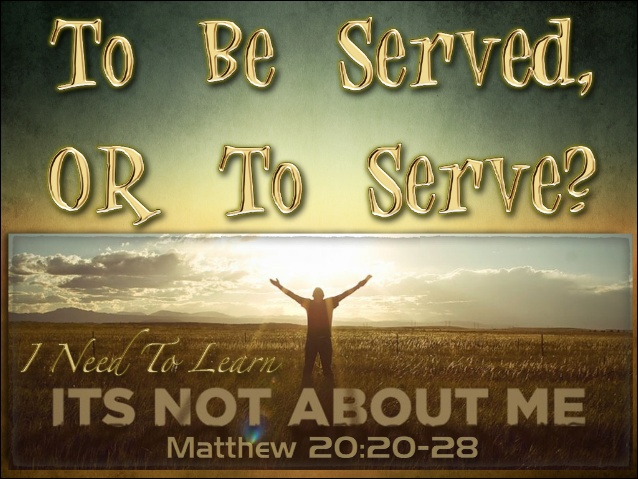 To Be Served,
OR To Serve?
I Need To Learn
ITS NOT ABOUT ME
Matthew 20:20-28